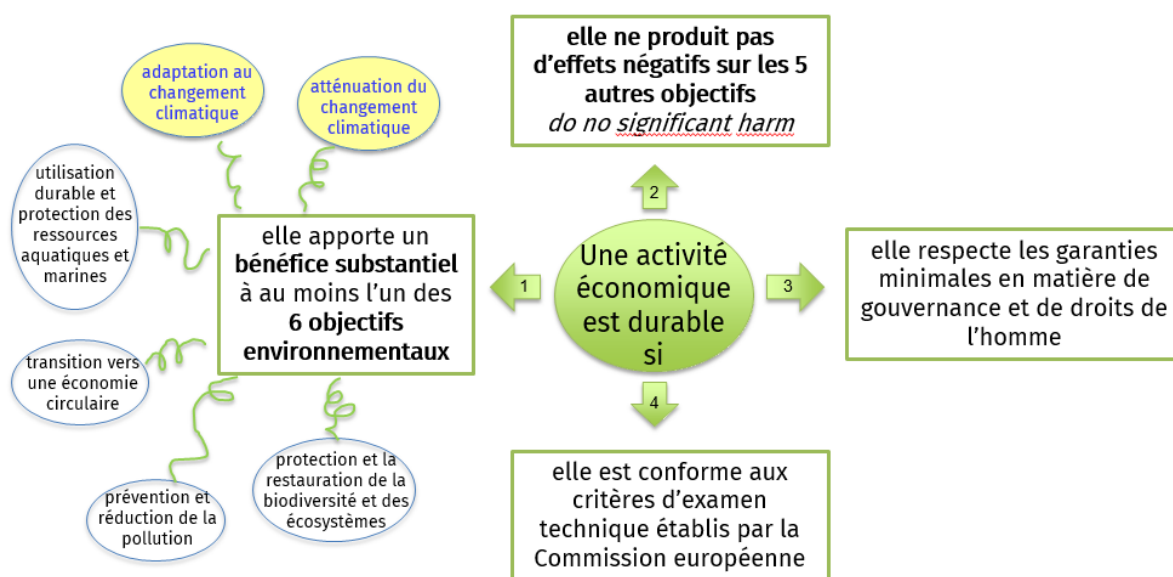 adaptation au
changement
climatique
atténuation du
changement
climatique
utilisation
durable et
protection des
ressources
aquatiques et
marines
transition vers
une économie
circulaire
prévention et
réduction de la
pollution
protection et la
restauration de la
biodiversité et des
écosystèmes
elle apporte un
bénéfice substantiel
à au moins l’un des
6 objectifs
environnementaux
1
Une activité
économique
est durable
si
2
elle ne produit pas
d’effets négatifs sur les 5
autres objectifs
do no significant harm
3
elle respecte les garanties
minimales en matière de
gouvernance et de droits de
l’homme
4
elle est conforme aux
critères d’examen
technique établis par la
Commission européenne